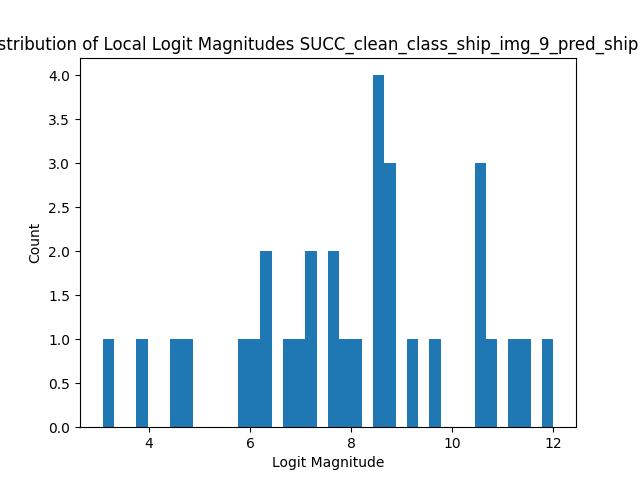 stribution of Local Logit Magnitudes SUCC_clean_class_ship_img_9_pred_ship
4.0
3.5
3.0
2.5
2.0
1.5
1.0
0.5
0.0
Count
4 6 8 10 12
Logit Magnitude